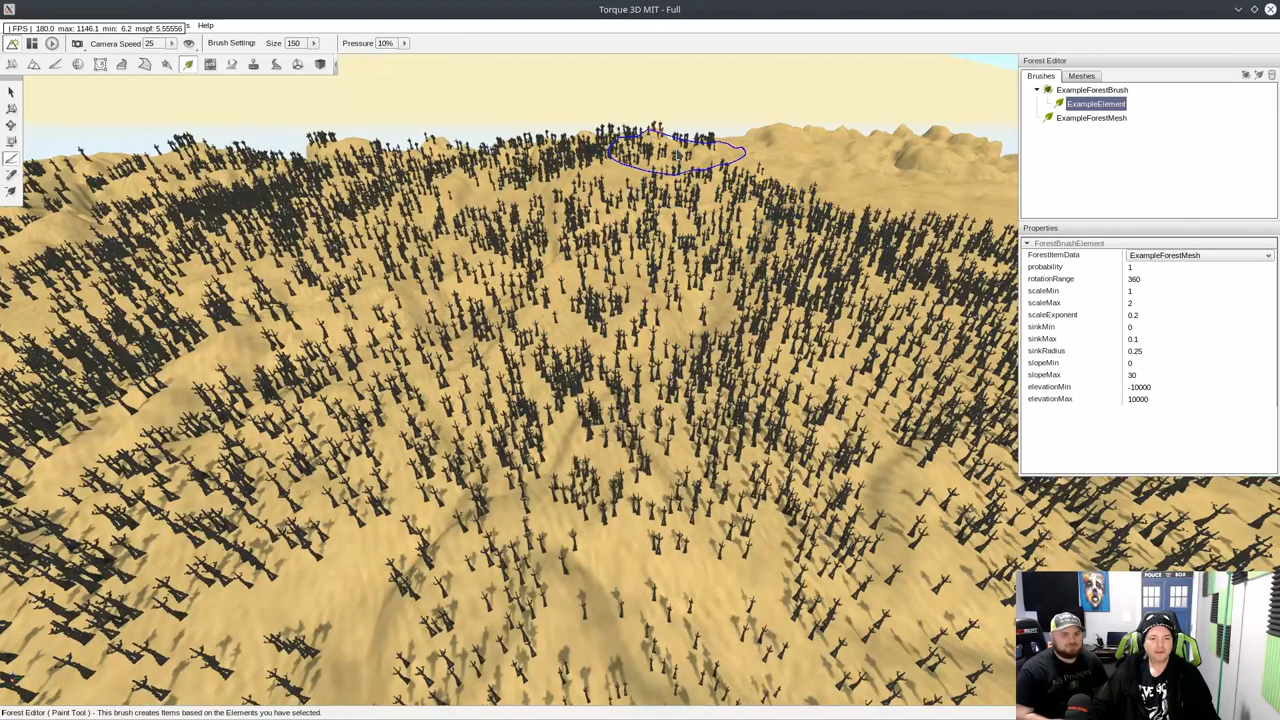 Torque 3D MIT - Full
| FPS | 180.0 max: 1146.1 min: 6.2 mspf: 5.55556
Help
Camera Speed 25
Brush Settings
Size 150
Pressure: 10%
Forest Editor
Brushes Meshes
ExampleForestBrush
ExampleElement
ExampleForestMesh
Properties
ForestBrushElement
ForestItemData ExampleForestMesh
probability 1
rotationRange 360
scaleMin 1
scaleMax 2
scaleExponent 0.2
sinkMin 0
sinkMax 0.1
sinkRadius 0.25
slopeMin 0
slopeMax 30
elevationMin -10000
elevationMax 10000
POLICE BOX
Forest Editor ( Paint Tool ) - This brush creates Items based on the Elements you have selected.